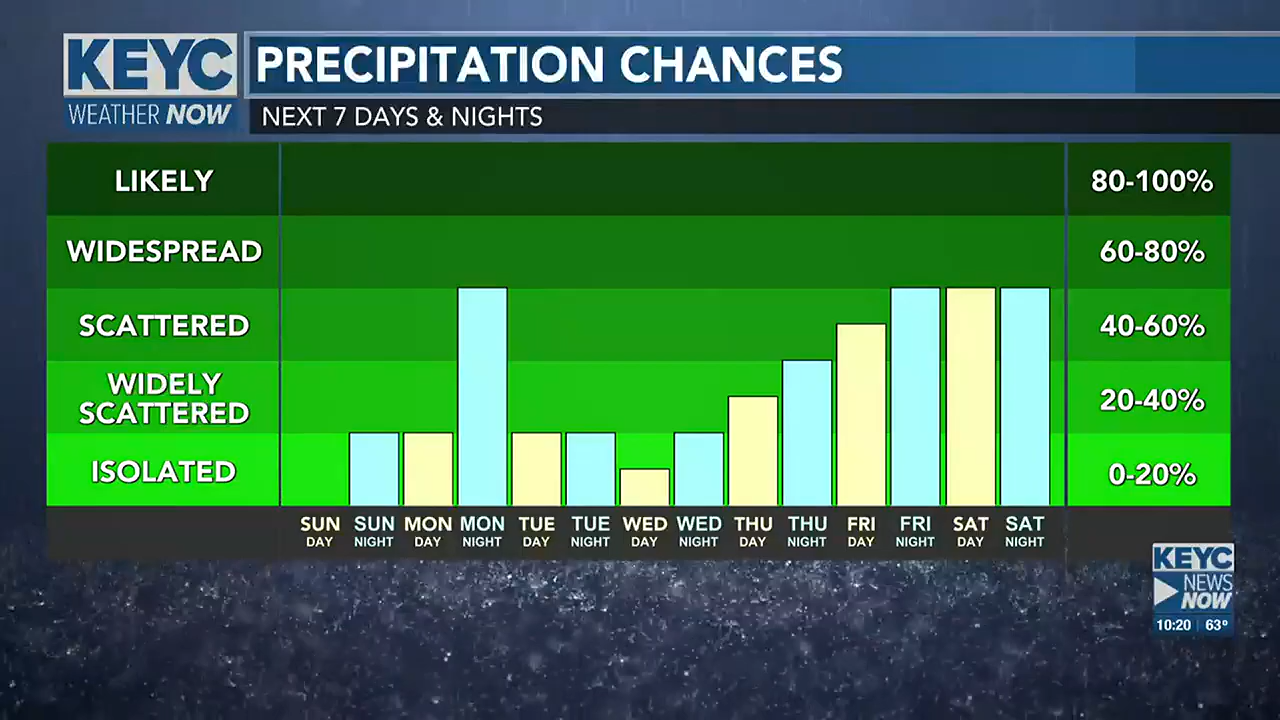 KEYC
WEATHER NOW
PRECIPITATION CHANCES
NEXT 7 DAYS & NIGHTS
LIKELY 80-100%
WIDESPREAD 60-80%
SCATTERED 40-60%
WIDELY
SCATTERED 20-40%
ISOLATED 0-20%
SUN SUN MON MON TUE TUE WED WED THU THU FRI FRI SAT SAT
DAY NIGHT DAY NIGHT DAY NIGHT DAY NIGHT DAY NIGHT DAY NIGHT DAY NIGHT
KEYC
NEWS
NOW
10:20 63°